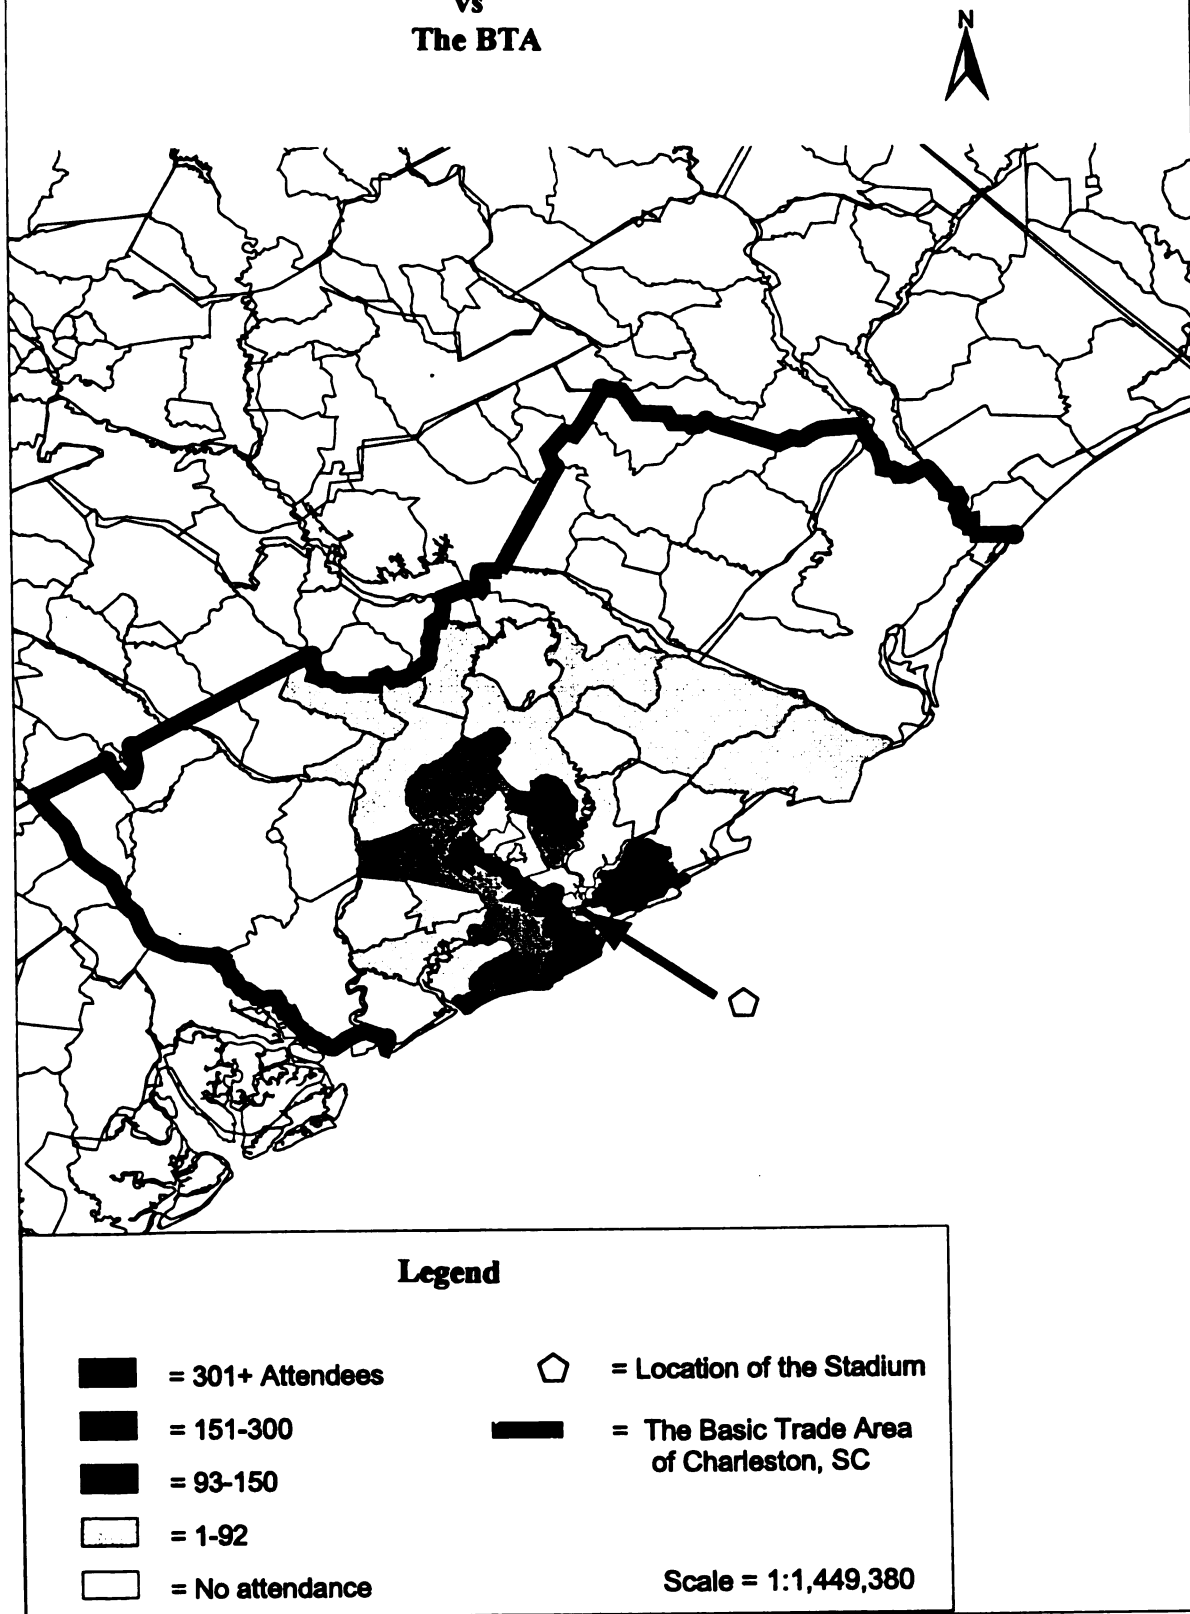 vs
The BTA
N
Legend
= 301+ Attendees
= 151-300
= 93-150
= 1-92
= No attendance
= Location of the Stadium
= The Basic Trade Area
of Charleston, SC
Scale = 1:1,449,380